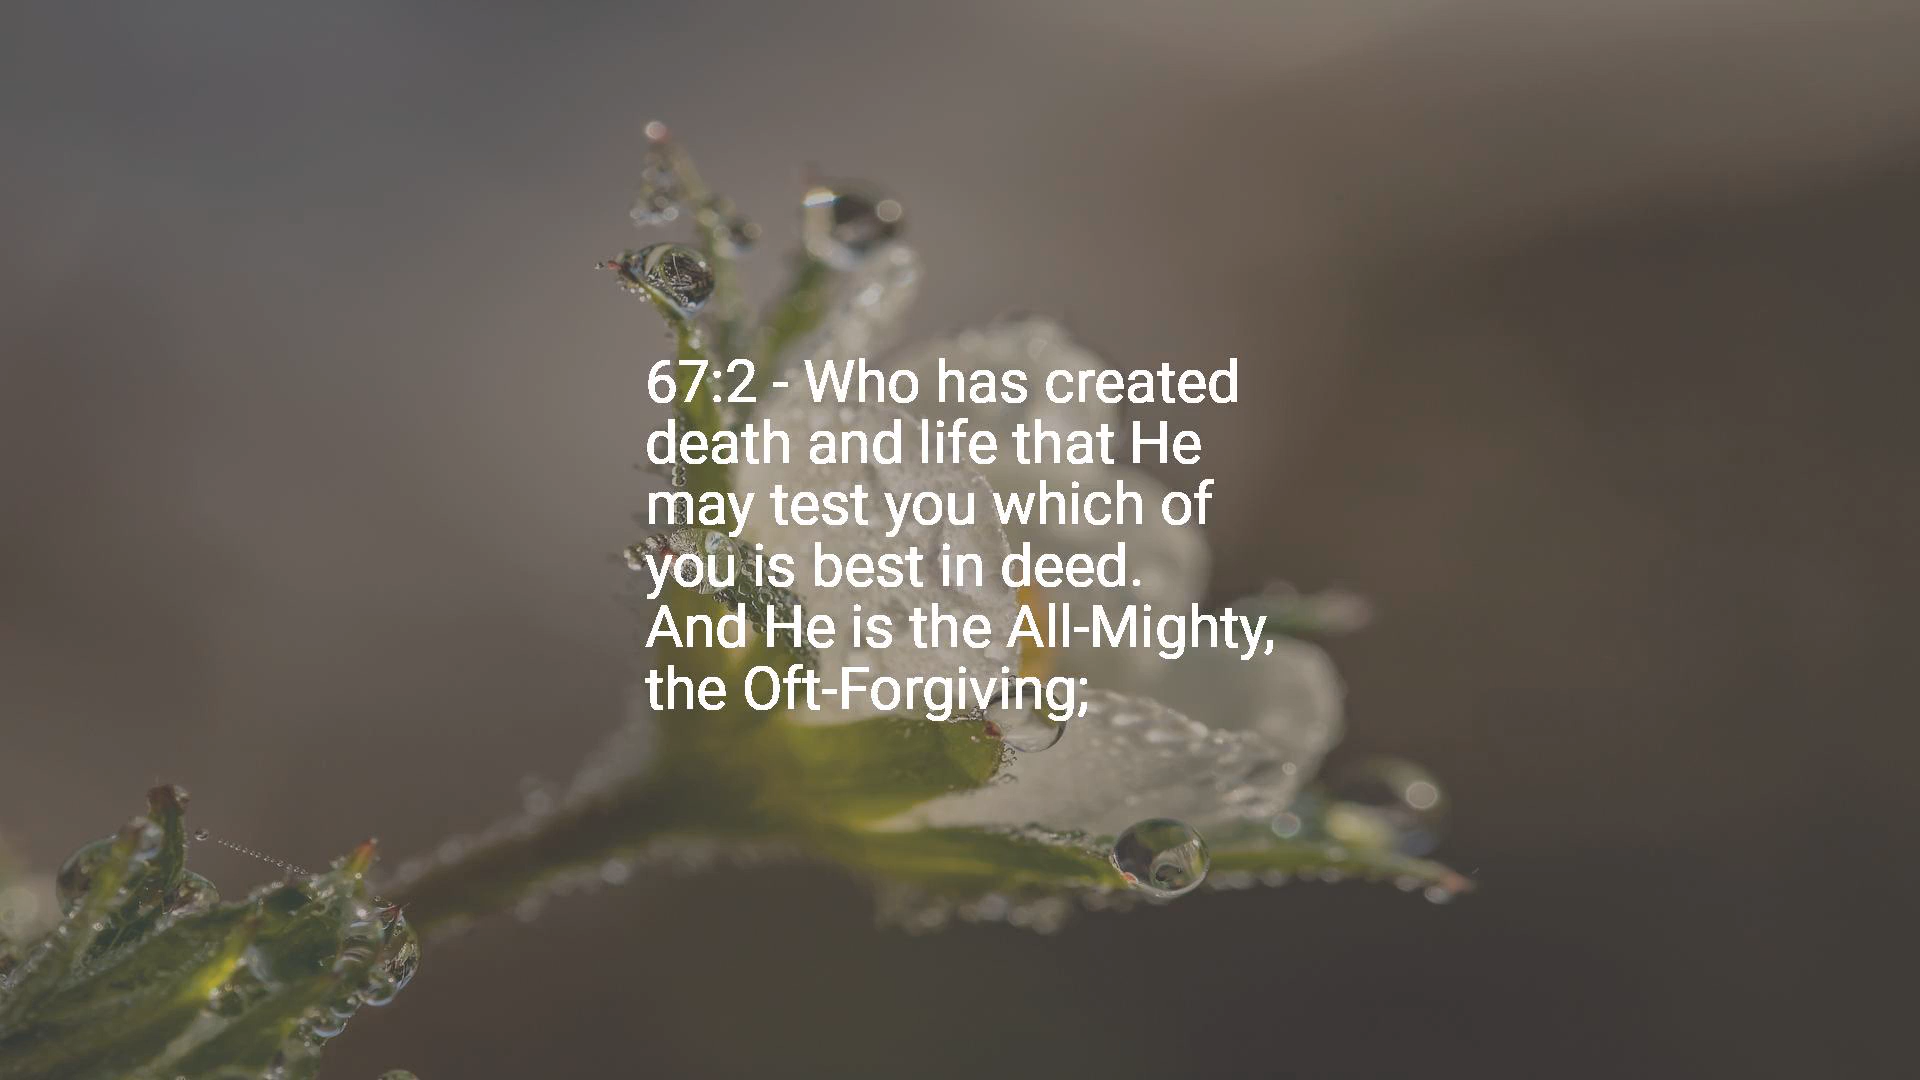 67:2 - Who has created
death and life that He
may test you which of
you is best in deed.
And He is the All-Mighty,
the Oft-Forgiving;